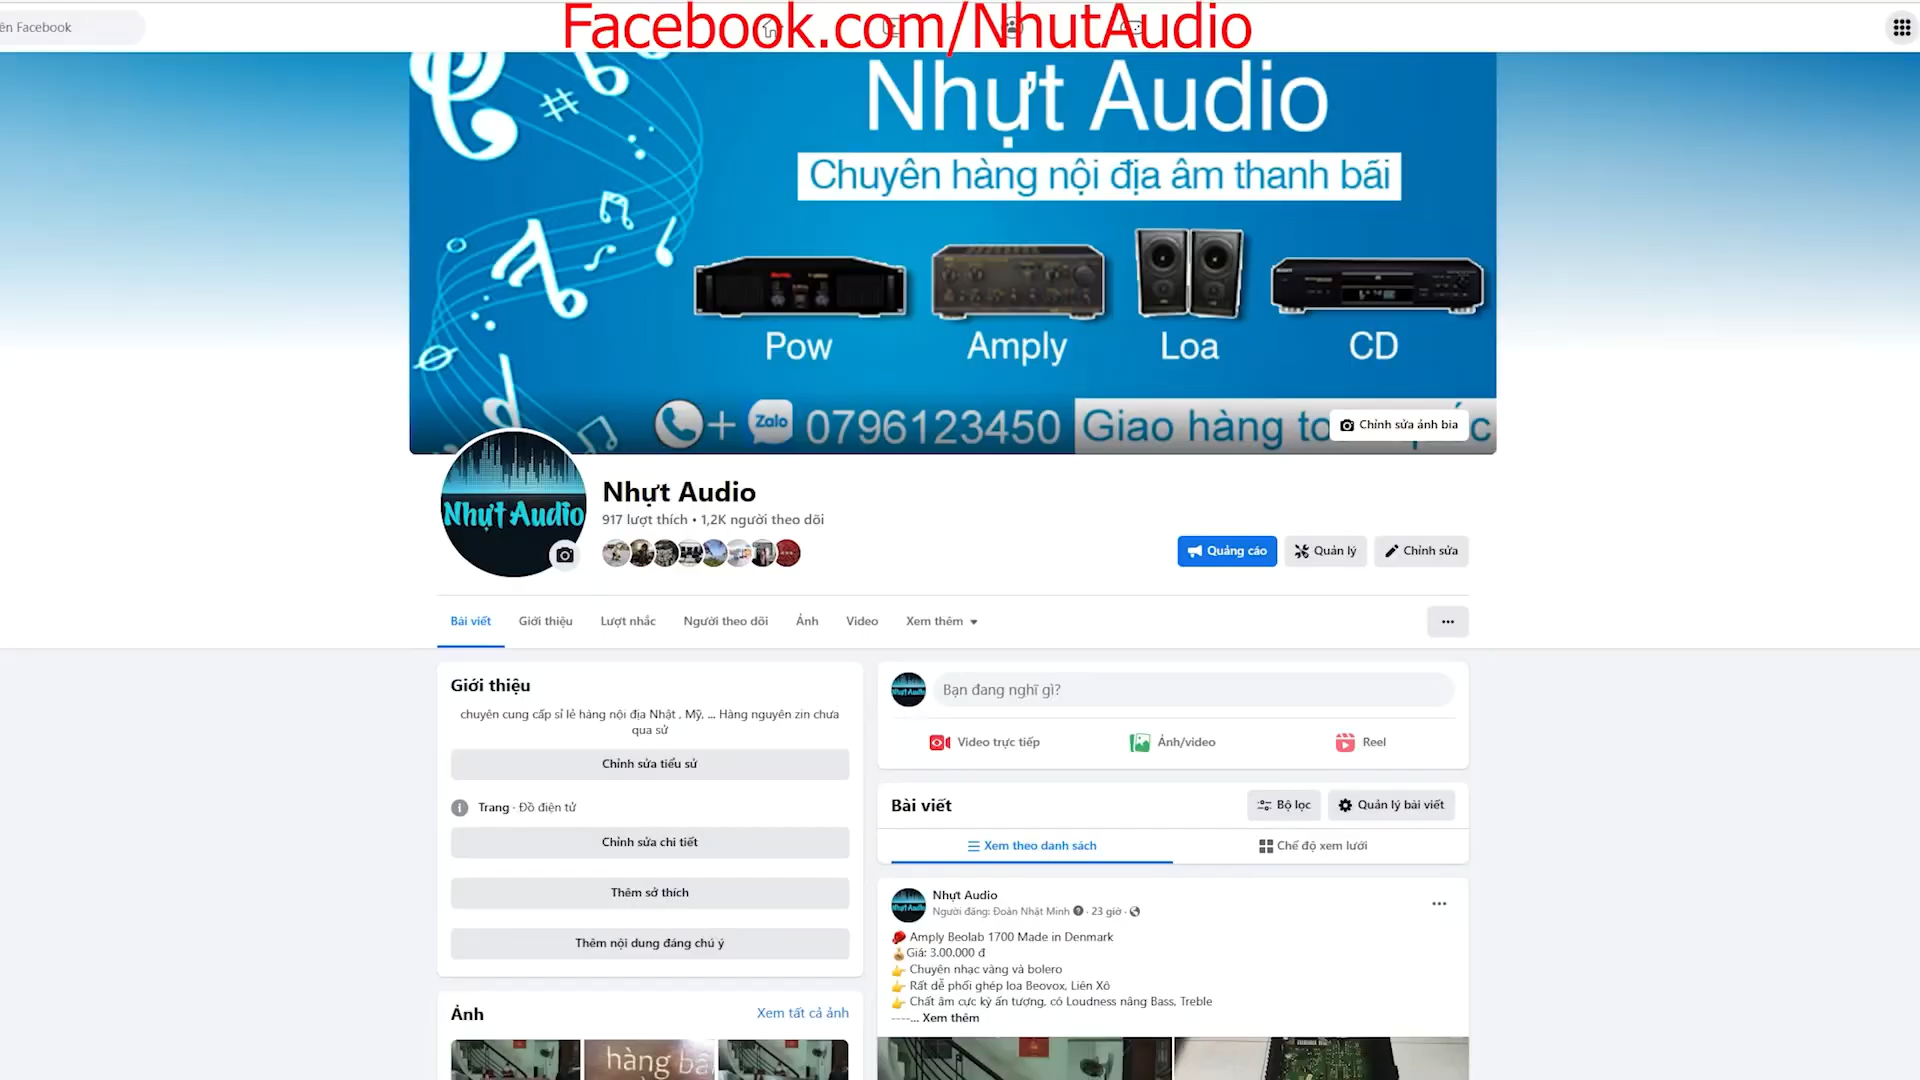 ên Facebook
Facebook.com/NhutAudio
Nhựt Audio
Chuyên hàng nội địa âm thanh bãi
Pow
Amply
Loa
CD
+ Zalo 0796123450
Giao hàng to
c
Chỉnh sửa ảnh bìa
Nhựt Audio
Nhựt Audio
917 lượt thích • 1,2K người theo dõi
Quảng cáo
Quản lý
Chỉnh sửa
Bài viết
Giới thiệu
Lượt nhắc
Người theo dõi
Ảnh
Video
Xem thêm
Giới thiệu
chuyên cung cấp sỉ lẻ hàng nội địa Nhật , Mỹ, ... Hàng nguyên zin chưa
qua sử
Chỉnh sửa tiểu sử
Trang · Đồ điện tử
Chỉnh sửa chi tiết
Thêm sở thích
Thêm nội dung đáng chú ý
Ảnh
Xem tất cả ảnh
hàng bã
Nhựt Audio
Bạn đang nghĩ gì?
Video trực tiếp
Ảnh/video
Reel
Bài viết
Bộ lọc
Quản lý bài viết
Xem theo danh sách
Chế độ xem lưới
Nhựt Audio
Nhựt Audio
Người đăng: Đoàn Nhật Minh · 23 giờ ·
Amply Beolab 1700 Made in Denmark
Giá: 3.00.000 đ
Chuyên nhạc vàng và bolero
Rất dễ phối ghép loa Beovox, Liên Xô
Chất âm cực kỳ ấn tượng, có Loudness nâng Bass, Treble
----... Xem thêm